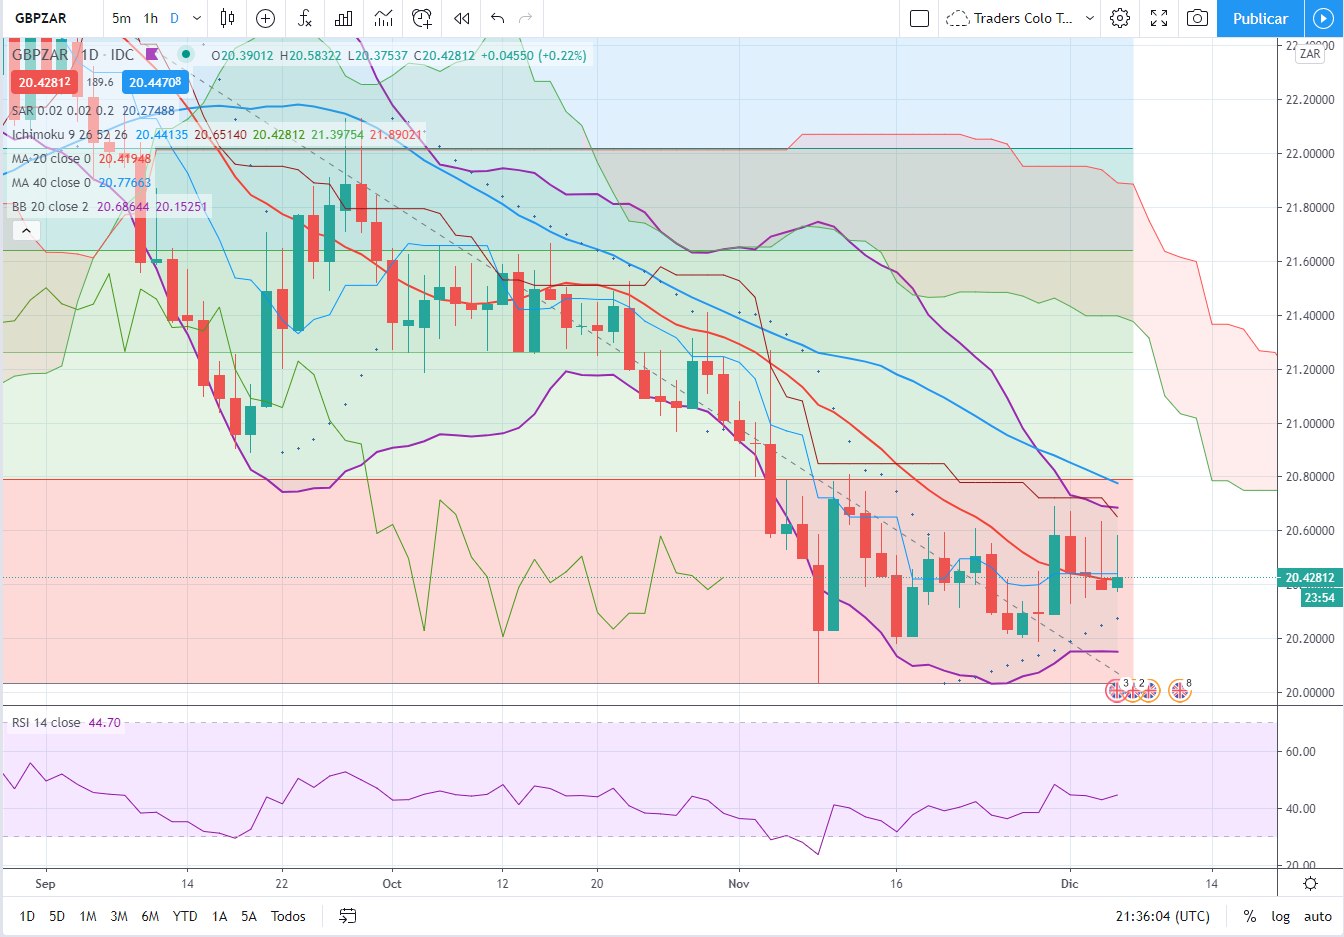 GBPZAR 5m 1h D Traders Colo T... Publicar
GBPZAR 1D · IDC O20.39012 H20.58322 L20.37537 C20.42812 +0.04550 (+0.22%)
20.42812 189.6 20.44708
SAR 0.02 0.02 0.2 20.27488
Ichimoku 9 26 52 26 20.44135 20.65140 20.42812 21.39754 21.89021
MA 20 close 0 20.41948
MA 40 close 0 20.77663
BB 20 close 2 20.68644 20.15251
ZAR
22.20000
22.00000
21.80000
21.60000
21.40000
21.20000
21.00000
20.80000
20.60000
20.42812
23:54
20.20000
20.00000
3 2 8
RSI 14 close 44.70
60.00
40.00
20.00
Sep 14 22 Oct 12 20 Nov 16 Dic 14
1D 5D 1M 3M 6M YTD 1A 5A Todos 21:36:04 (UTC) % log auto